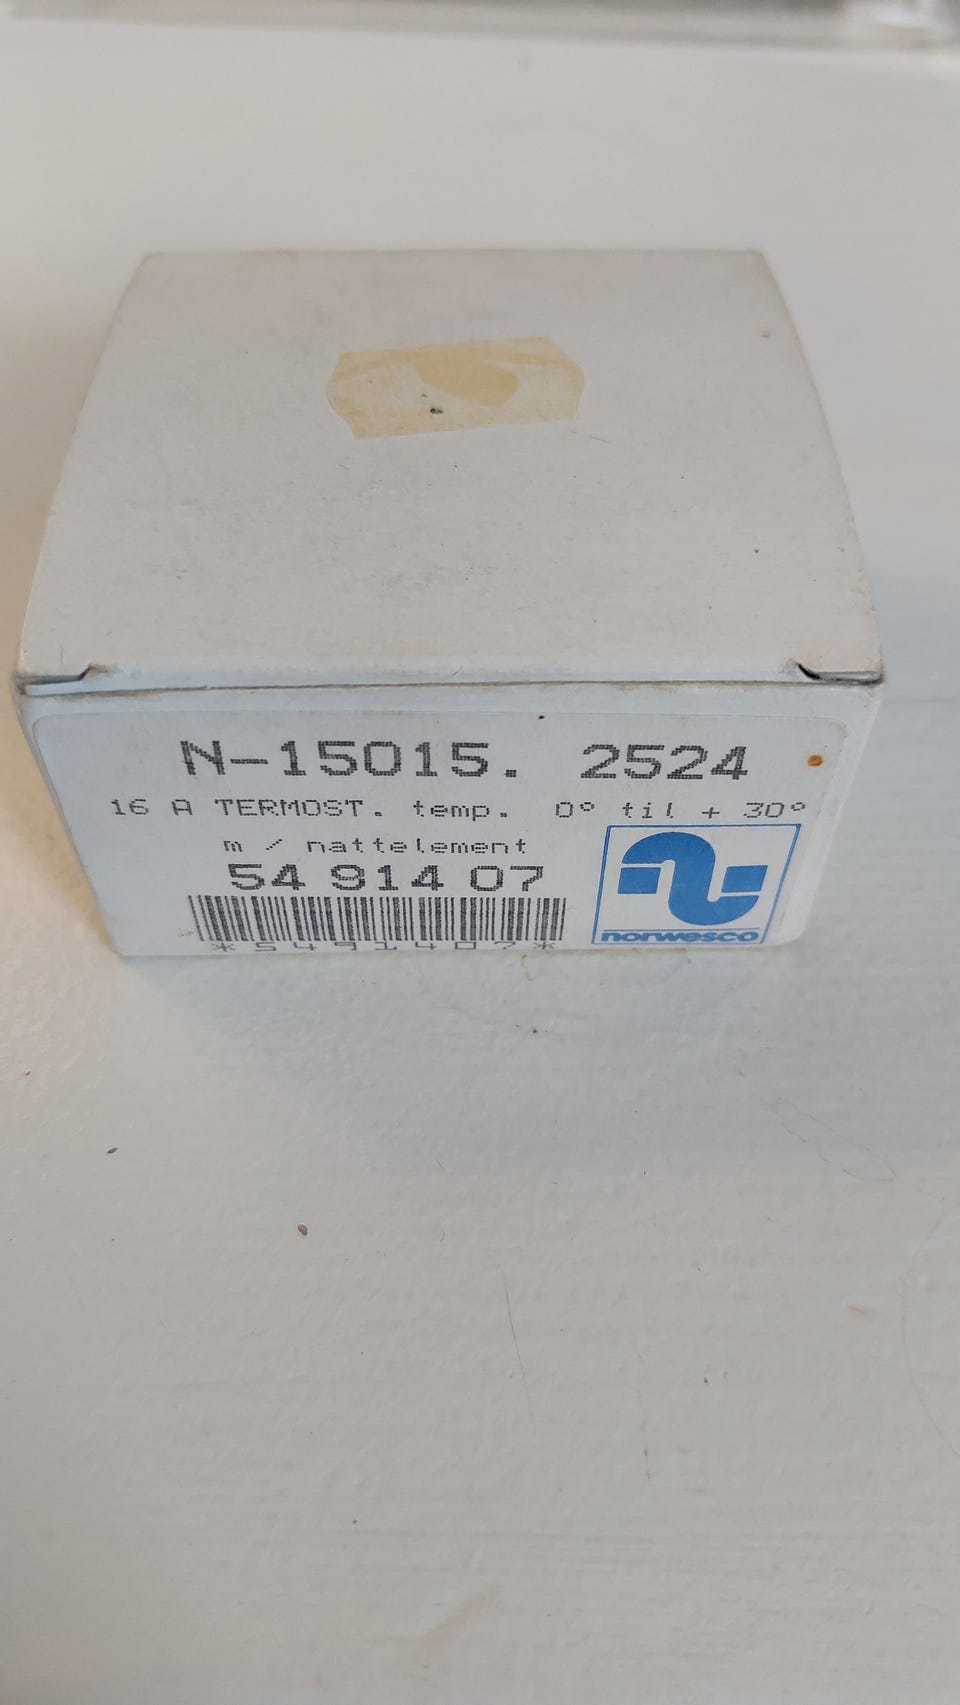 N-15015. 2524
16 A TERMOST. temp. 0° til + 30°
m / nattelement
54 914 07
*5491407*
norwesco